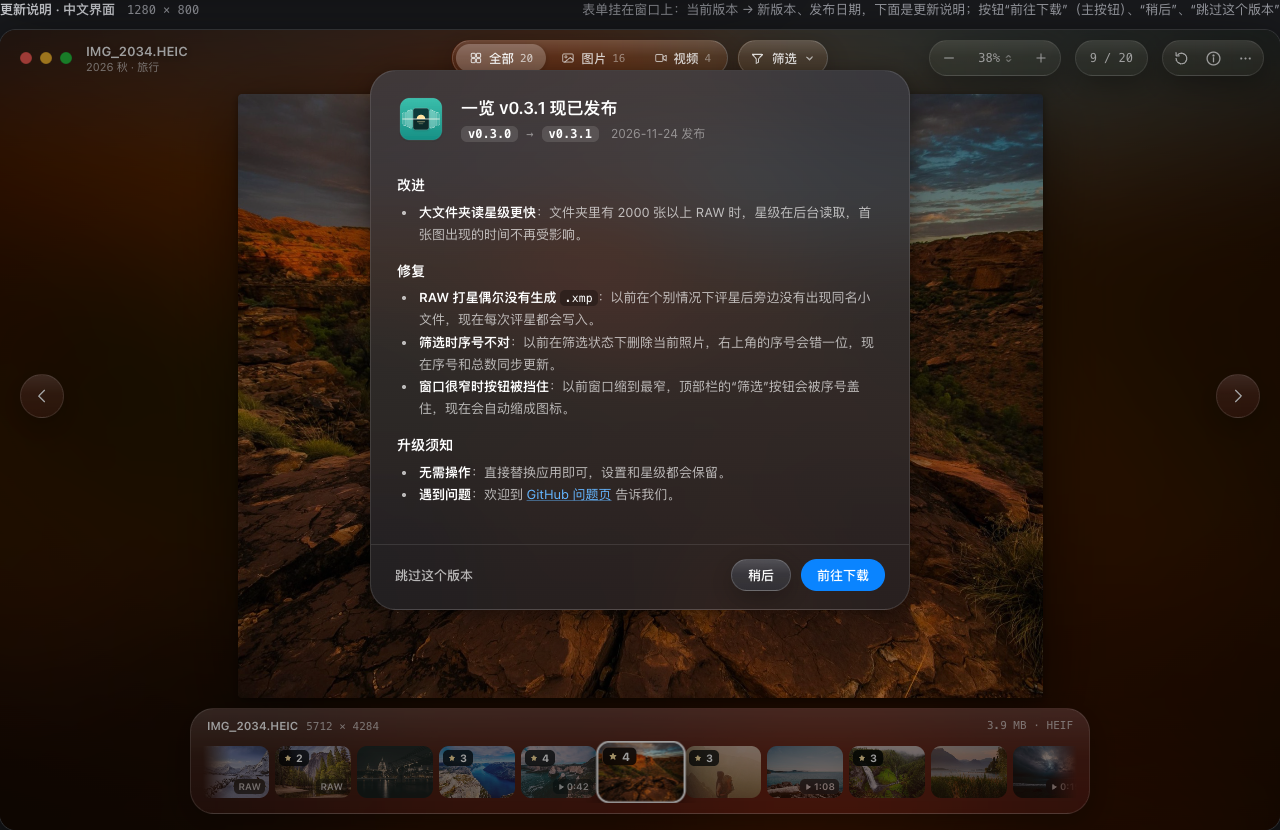 更新说明 · 中文界面 1280 × 800
表单挂在窗口上：当前版本 → 新版本、发布日期，下面是更新说明；按钮“前往下载”（主按钮）、“稍后”、“跳过这个版本”
IMG_2034.HEIC
2026 秋 · 旅行
全部 20 图片 16 视频 4 筛选
38%
9 / 20
一览 v0.3.1 现已发布
v0.3.0 → v0.3.1 2026-11-24 发布
改进
• 大文件夹读星级更快：文件夹里有 2000 张以上 RAW 时，星级在后台读取，首
张图出现的时间不再受影响。
修复
• RAW 打星偶尔没有生成 .xmp ：以前在个别情况下评星后旁边没有出现同名小
文件，现在每次评星都会写入。
• 筛选时序号不对：以前在筛选状态下删除当前照片，右上角的序号会错一位，现
在序号和总数同步更新。
• 窗口很窄时按钮被挡住：以前窗口缩到最窄，顶部栏的“筛选”按钮会被序号盖
住，现在会自动缩成图标。
升级须知
• 无需操作：直接替换应用即可，设置和星级都会保留。
• 遇到问题：欢迎到 GitHub 问题页 告诉我们。
跳过这个版本
稍后
前往下载
IMG_2034.HEIC 5712 × 4284
3.9 MB · HEIF
RAW
★ 2
RAW
★ 3
★ 4
0:42
★ 4
★ 3
1:08
★ 3